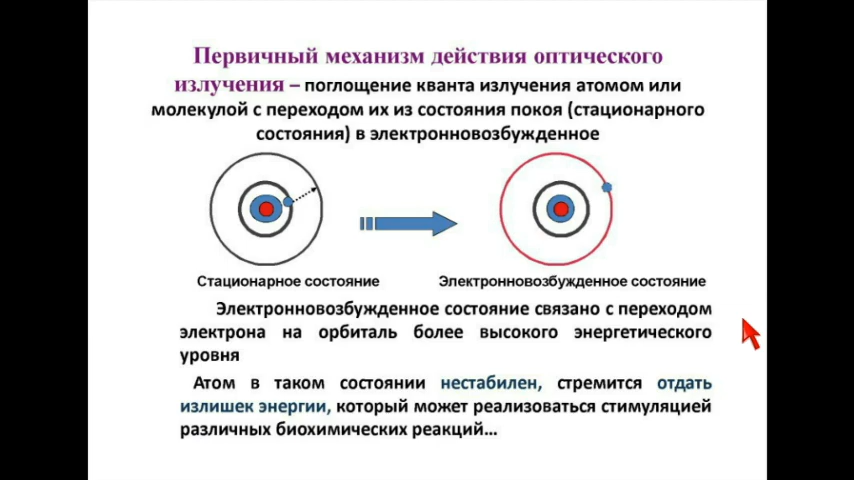 Первичный механизм действия оптического
излучения – поглощение кванта излучения атомом или
молекулой с переходом их из состояния покоя (стационарного
состояния) в электронновозбужденное
Стационарное состояние
Электронновозбужденное состояние
Электронновозбужденное состояние связано с переходом
электрона на орбиталь более высокого энергетического
уровня
Атом в таком состоянии нестабилен, стремится отдать
излишек энергии, который может реализоваться стимуляцией
различных биохимических реакций...